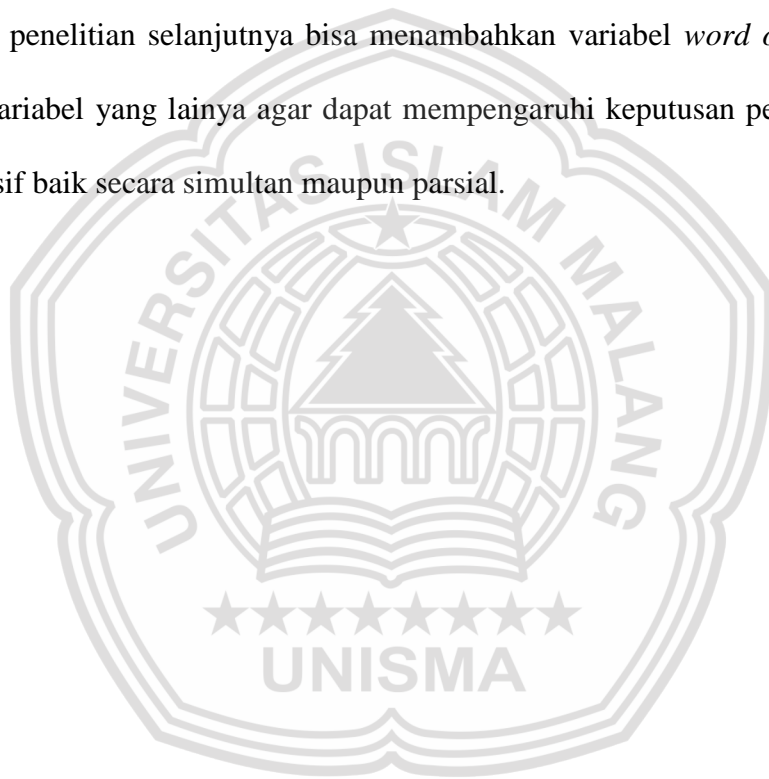 penelitian selanjutnya bisa menambahkan variabel word
ariabel yang lainya agar dapat mempengaruhi keputusan pe
sif baik secara simultan maupun parsial.
UNIVERSITAS ISLAM MALANG
UNISMA